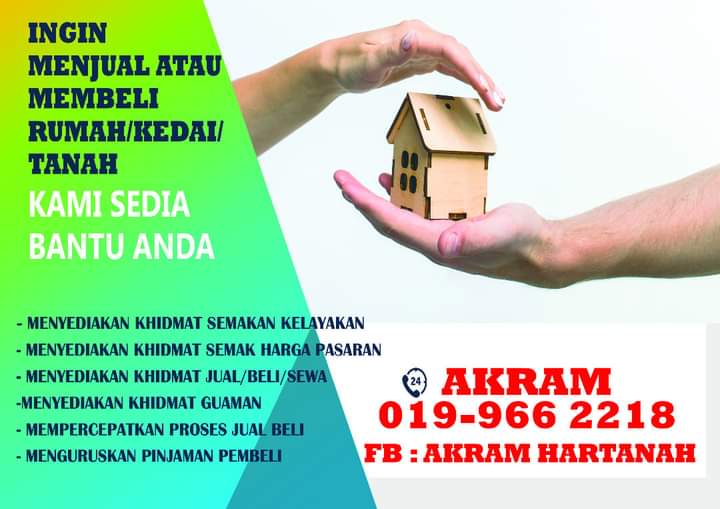 INGIN
MENJUAL ATAU
MEMBELI
RUMAH/KEDAI/
TANAH
KAMI SEDIA
BANTU ANDA
- MENYEDIAKAN KHIDMAT SEMAKAN KELAYAKAN
- MENYEDIAKAN KHIDMAT SEMAK HARGA PASARAN
- MENYEDIAKAN KHIDMAT JUAL/BELI/SEWA
-MENYEDIAKAN KHIDMAT GUAMAN
- MEMPERCEPATKAN PROSES JUAL BELI
- MENGURUSKAN PINJAMAN PEMBELI
24 AKRAM
019-966 2218
FB : AKRAM HARTANAH